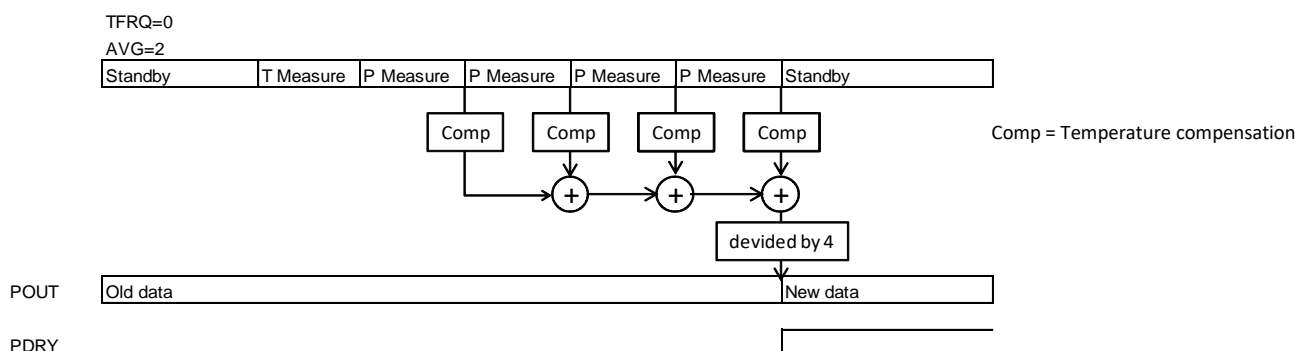 TFRQ=0
AVG=2
Standby T Measure P Measure P Measure P Measure P Measure Standby
Comp Comp Comp Comp Comp = Temperature compensation
+ + +
devided by 4
POUT Old data New data
PDRY